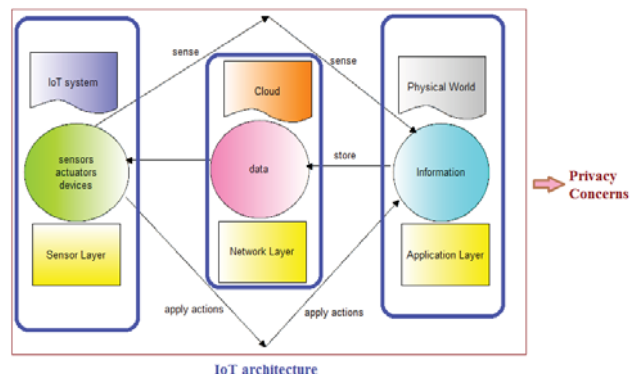 sense
sense
IoT system
Cloud
Physical World
sensors
actuators
devices
data
store
Information
Privacy
Concerns
Sensor Layer
Network Layer
Application Layer
apply actions
apply actions
IoT architecture